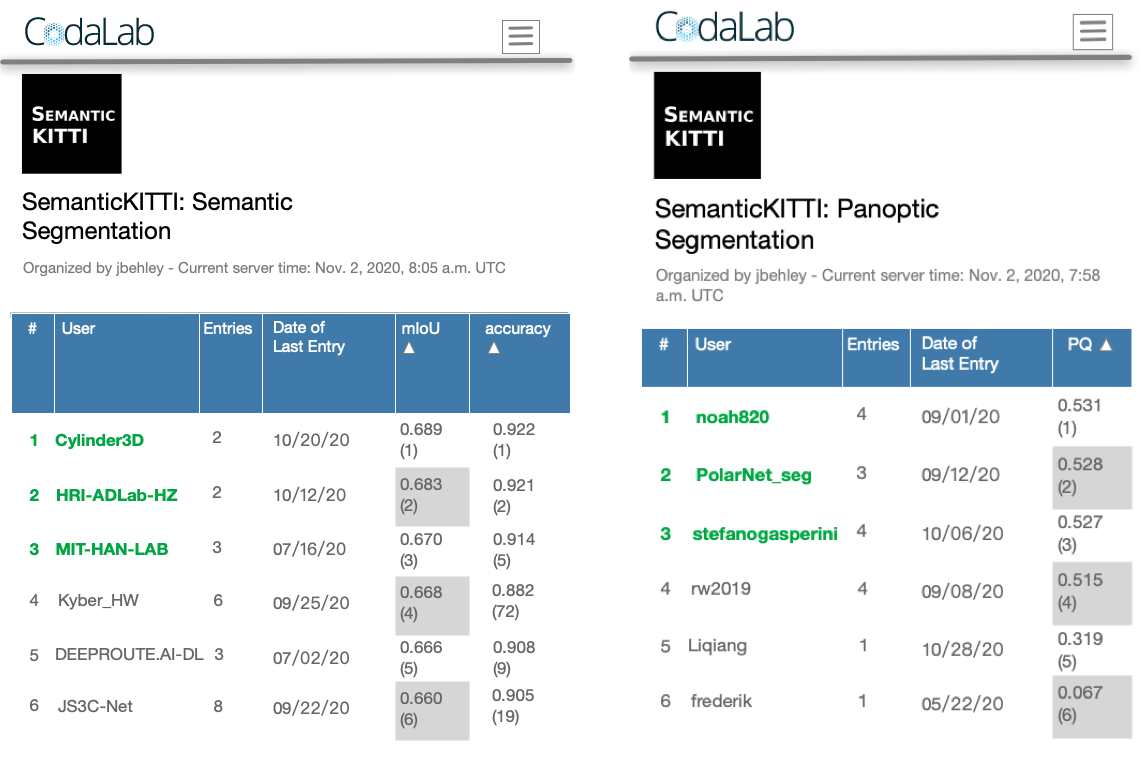 CodaLab
SEMANTIC
KITTI
SemanticKITTI: Semantic
Segmentation
Organized by jbehley - Current server time: Nov. 2, 2020, 8:05 a.m. UTC
# User Entries Date of Last Entry mIoU ▲ accuracy ▲
1 Cylinder3D 2 10/20/20 0.689 (1) 0.922 (1)
2 HRI-ADLab-HZ 2 10/12/20 0.683 (2) 0.921 (2)
3 MIT-HAN-LAB 3 07/16/20 0.670 (3) 0.914 (5)
4 Kyber_HW 6 09/25/20 0.668 (4) 0.882 (72)
5 DEEPROUTE.AI-DL 3 07/02/20 0.666 (5) 0.908 (9)
6 JS3C-Net 8 09/22/20 0.660 (6) 0.905 (19)
CodaLab
SEMANTIC
KITTI
SemanticKITTI: Panoptic
Segmentation
Organized by jbehley - Current server time: Nov. 2, 2020, 7:58
a.m. UTC
# User Entries Date of Last Entry PQ ▲
1 noah820 4 09/01/20 0.531 (1)
2 PolarNet_seg 3 09/12/20 0.528 (2)
3 stefanogasperini 4 10/06/20 0.527 (3)
4 rw2019 4 09/08/20 0.515 (4)
5 Liqiang 1 10/28/20 0.319 (5)
6 frederik 1 05/22/20 0.067 (6)